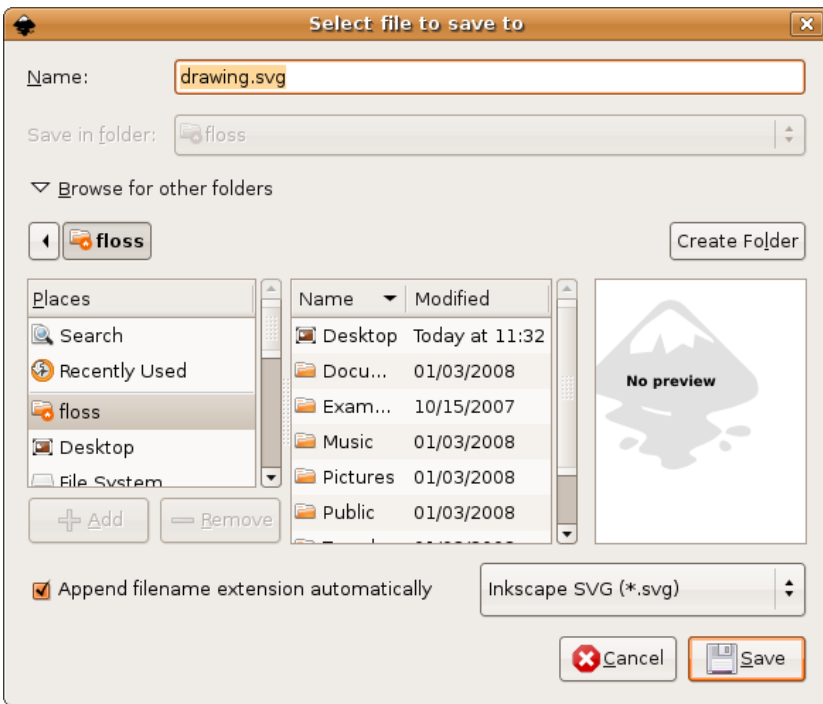 Select file to save to
Name: drawing.svg
Save in folder: floss
Browse for other folders
floss
Create Folder
Places
Name Modified
Search
Desktop Today at 11:32
Recently Used
Docu... 01/03/2008
No preview
floss
Exam... 10/15/2007
Desktop
Music 01/03/2008
File System
Pictures 01/03/2008
Add Remove
Public 01/03/2008
Append filename extension automatically
Inkscape SVG (*.svg)
Cancel Save